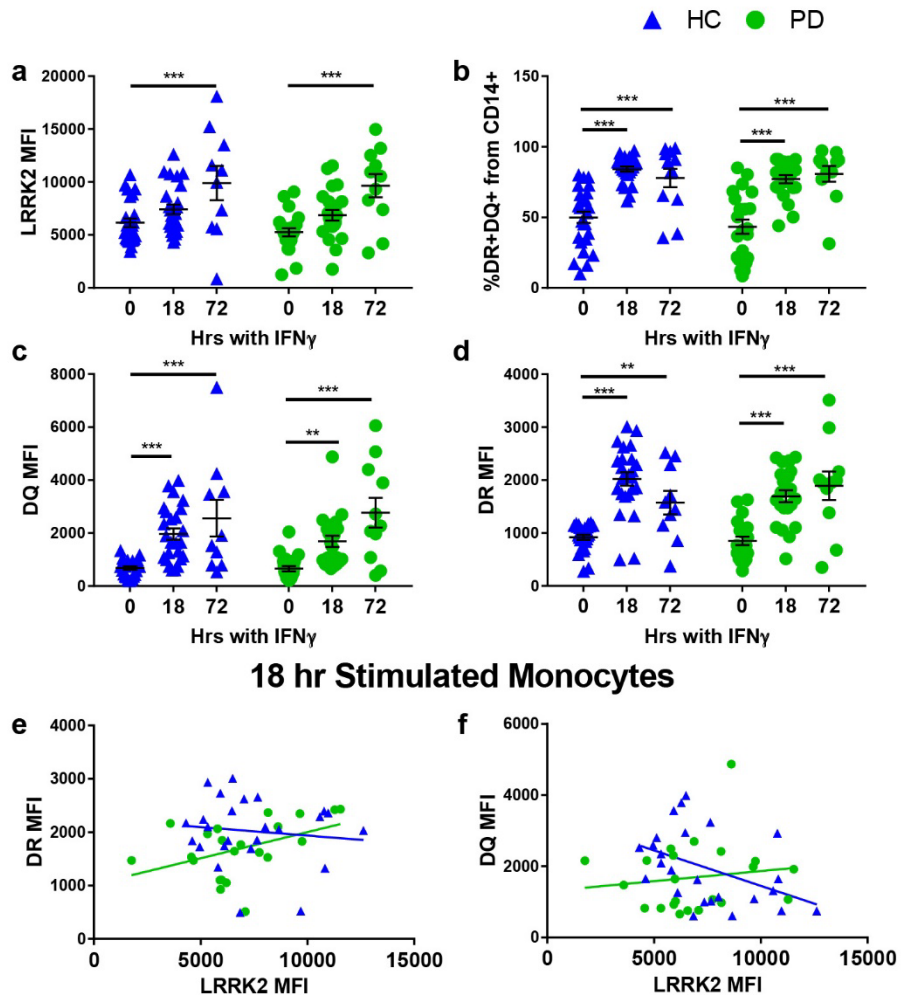 HC PD
a
LRRK2 MFI
20000
15000
10000
5000
0
*** ***
0 18 72 0 18 72
Hrs with IFNγ
b
%DR+DQ+ from CD14+
150
100
50
0
*** ***
*** ***
0 18 72 0 18 72
Hrs with IFNγ
c
DQ MFI
8000
6000
4000
2000
0
*** ***
*** **
0 18 72 0 18 72
Hrs with IFNγ
d
DR MFI
4000
3000
2000
1000
0
** ***
*** ***
0 18 72 0 18 72
Hrs with IFNγ
18 hr Stimulated Monocytes
e
DR MFI
4000
3000
2000
1000
0
0 5000 10000 15000
LRRK2 MFI
f
DQ MFI
6000
4000
2000
0
0 5000 10000 15000
LRRK2 MFI